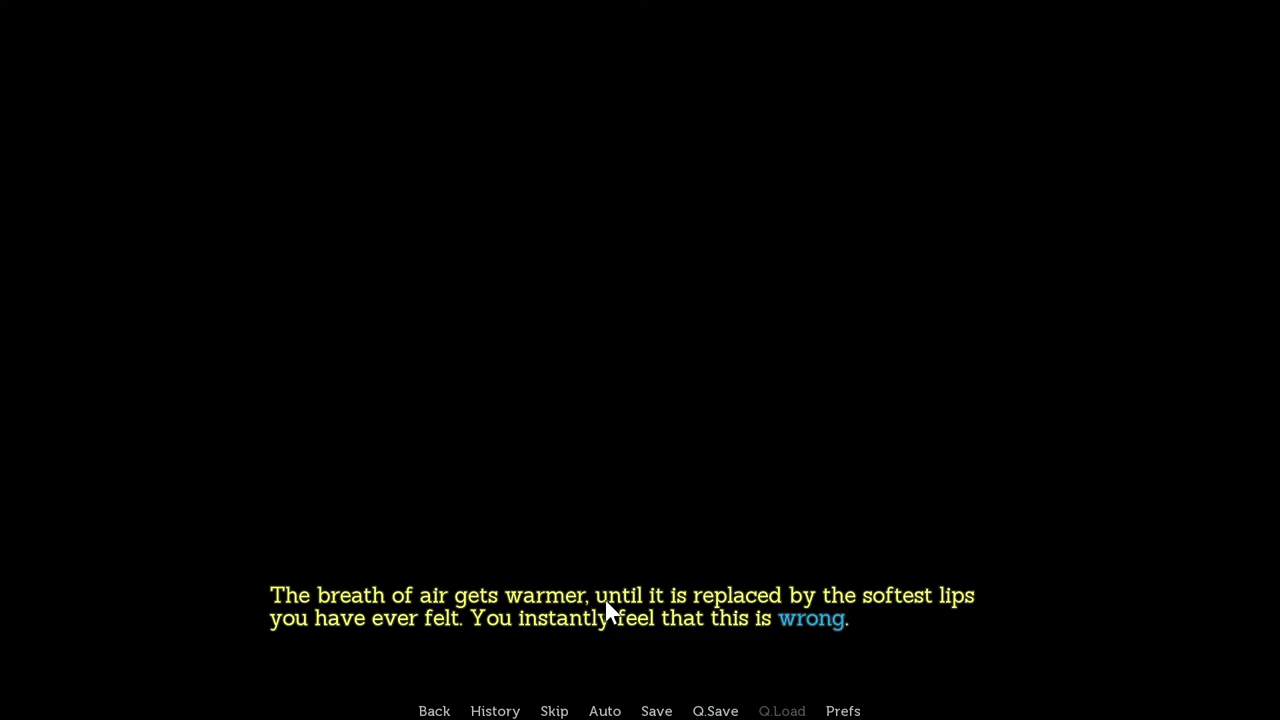 The breath of air gets warmer, until it is replaced by the softest lips
you have ever felt. You instantly feel that this is wrong.
Back History Skip Auto Save Q.Save Q.Load Prefs